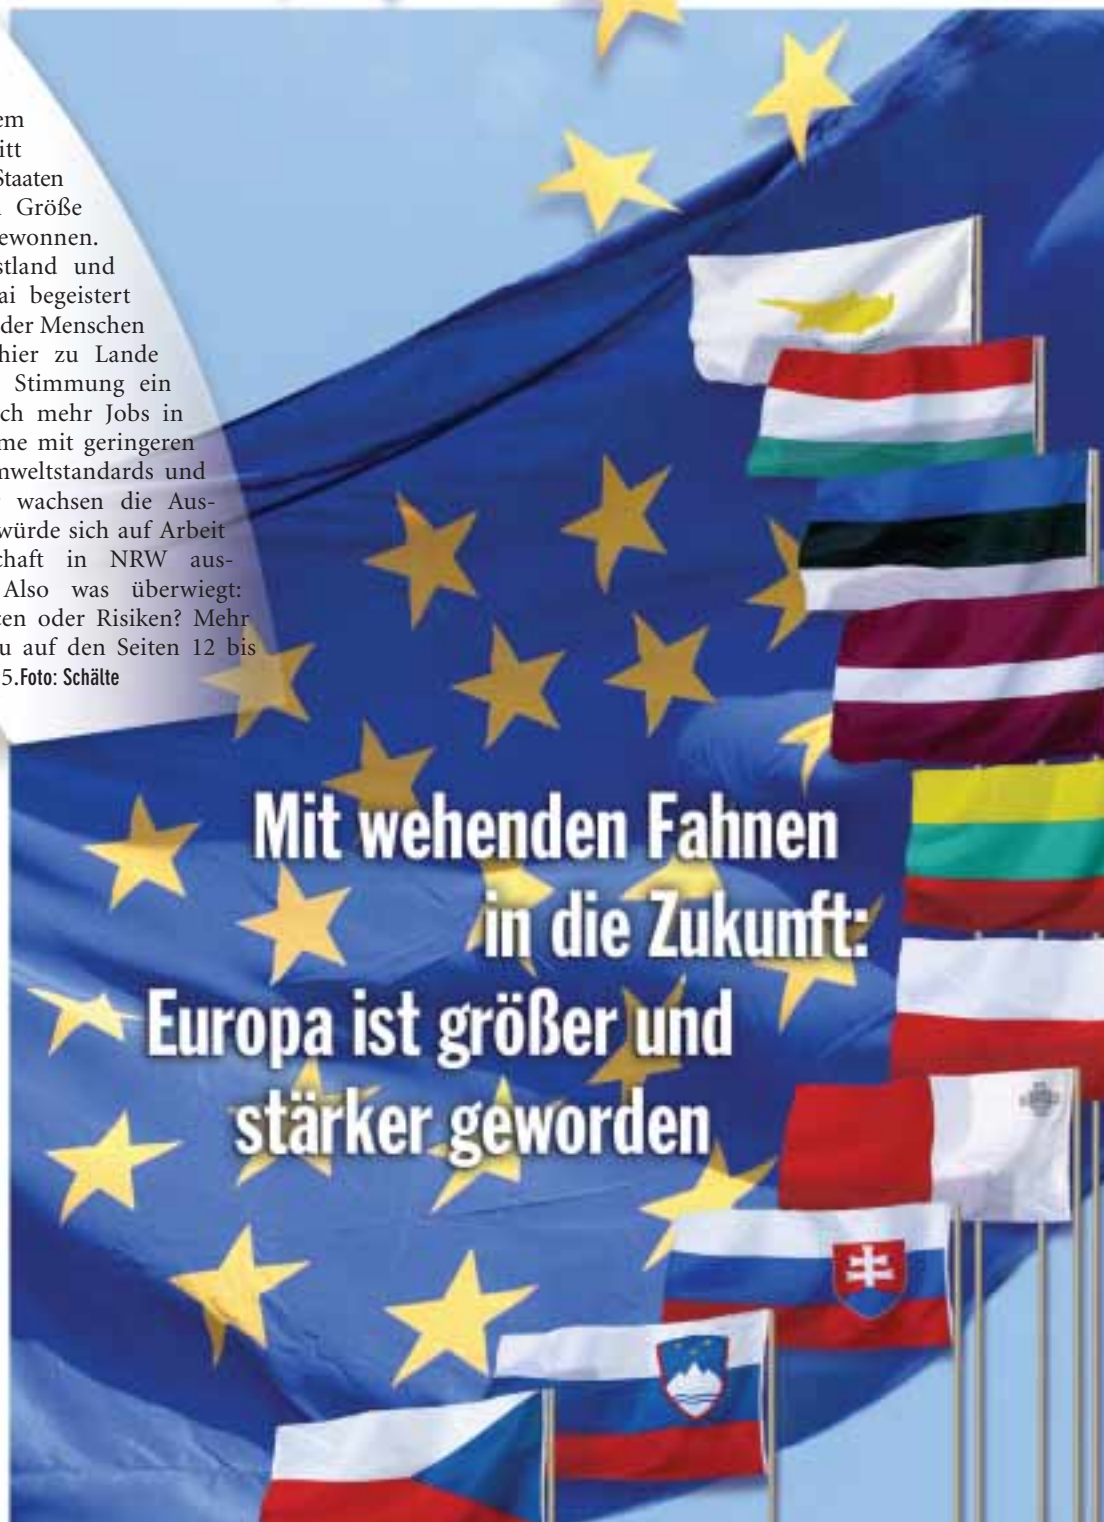 em
itt
Staaten
Größe
ewonnen.
stland und
ai begeistert
der Menschen
hier zu Lande
Stimmung ein
ch mehr Jobs in
me mit geringeren
mweltstandards und
wachsen die Aus-
würde sich auf Arbeit
chaft in NRW aus-
Also was überwiegt:
cen oder Risiken? Mehr
u auf den Seiten 12 bis
5.Foto: Schälte
Mit wehenden Fahnen
in die Zukunft:
Europa ist größer und
stärker geworden